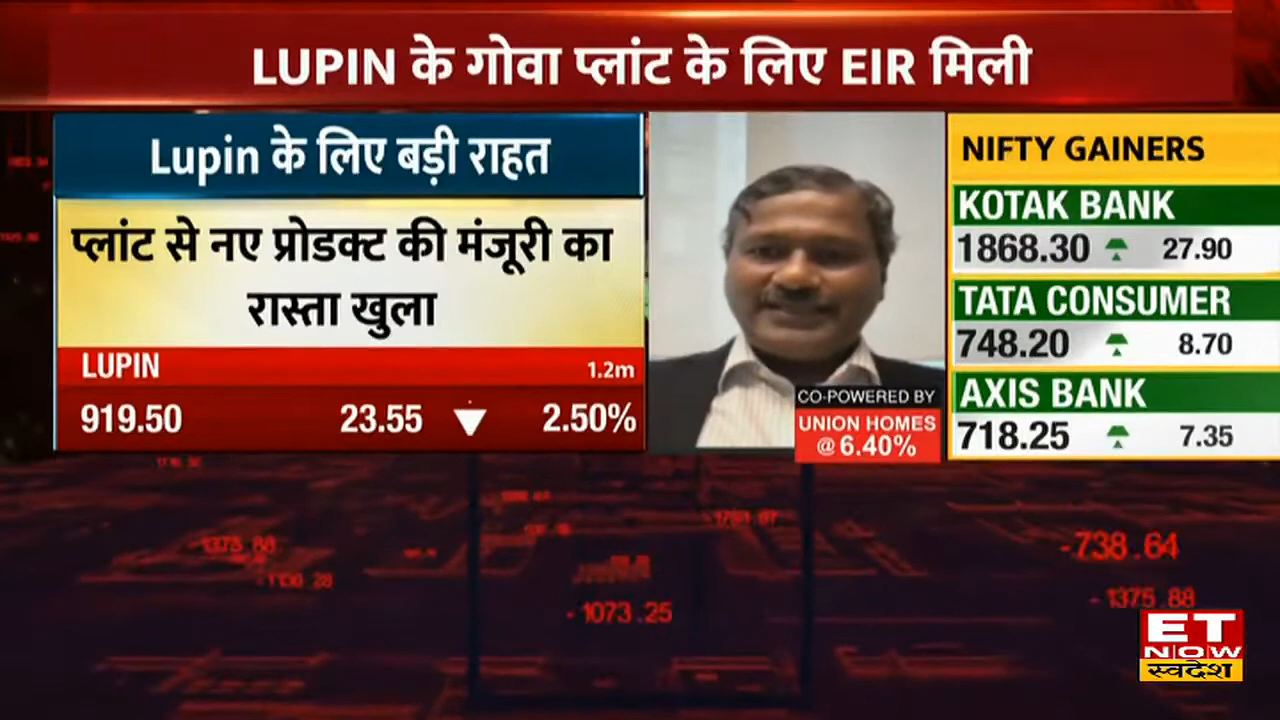 LUPIN के गोवा प्लांट के लिए EIR मिली
Lupin के लिए बड़ी राहत
प्लांट से नए प्रोडक्ट की मंजूरी का
रास्ता खुला
LUPIN 1.2m
919.50 23.55 2.50%
CO-POWERED BY
UNION HOMES
@ 6.40%
NIFTY GAINERS
KOTAK BANK
1868.30 27.90
TATA CONSUMER
748.20 8.70
AXIS BANK
718.25 7.35
-738.64
-1375.88
-1375.88
-1073.25
ET
NOW
स्वदेश